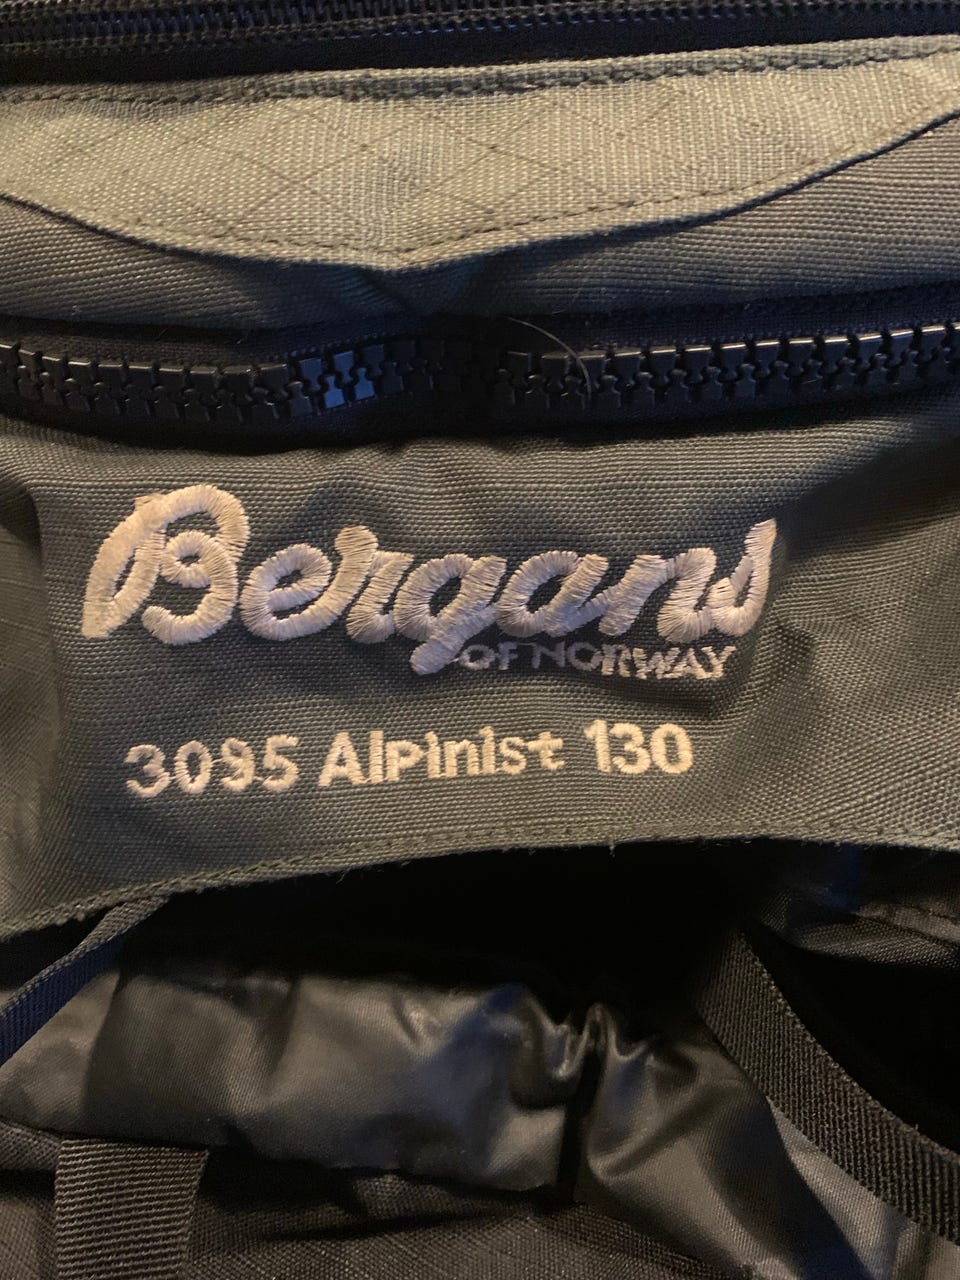 Bergans
OF NORWAY
3095 Alpinist 130